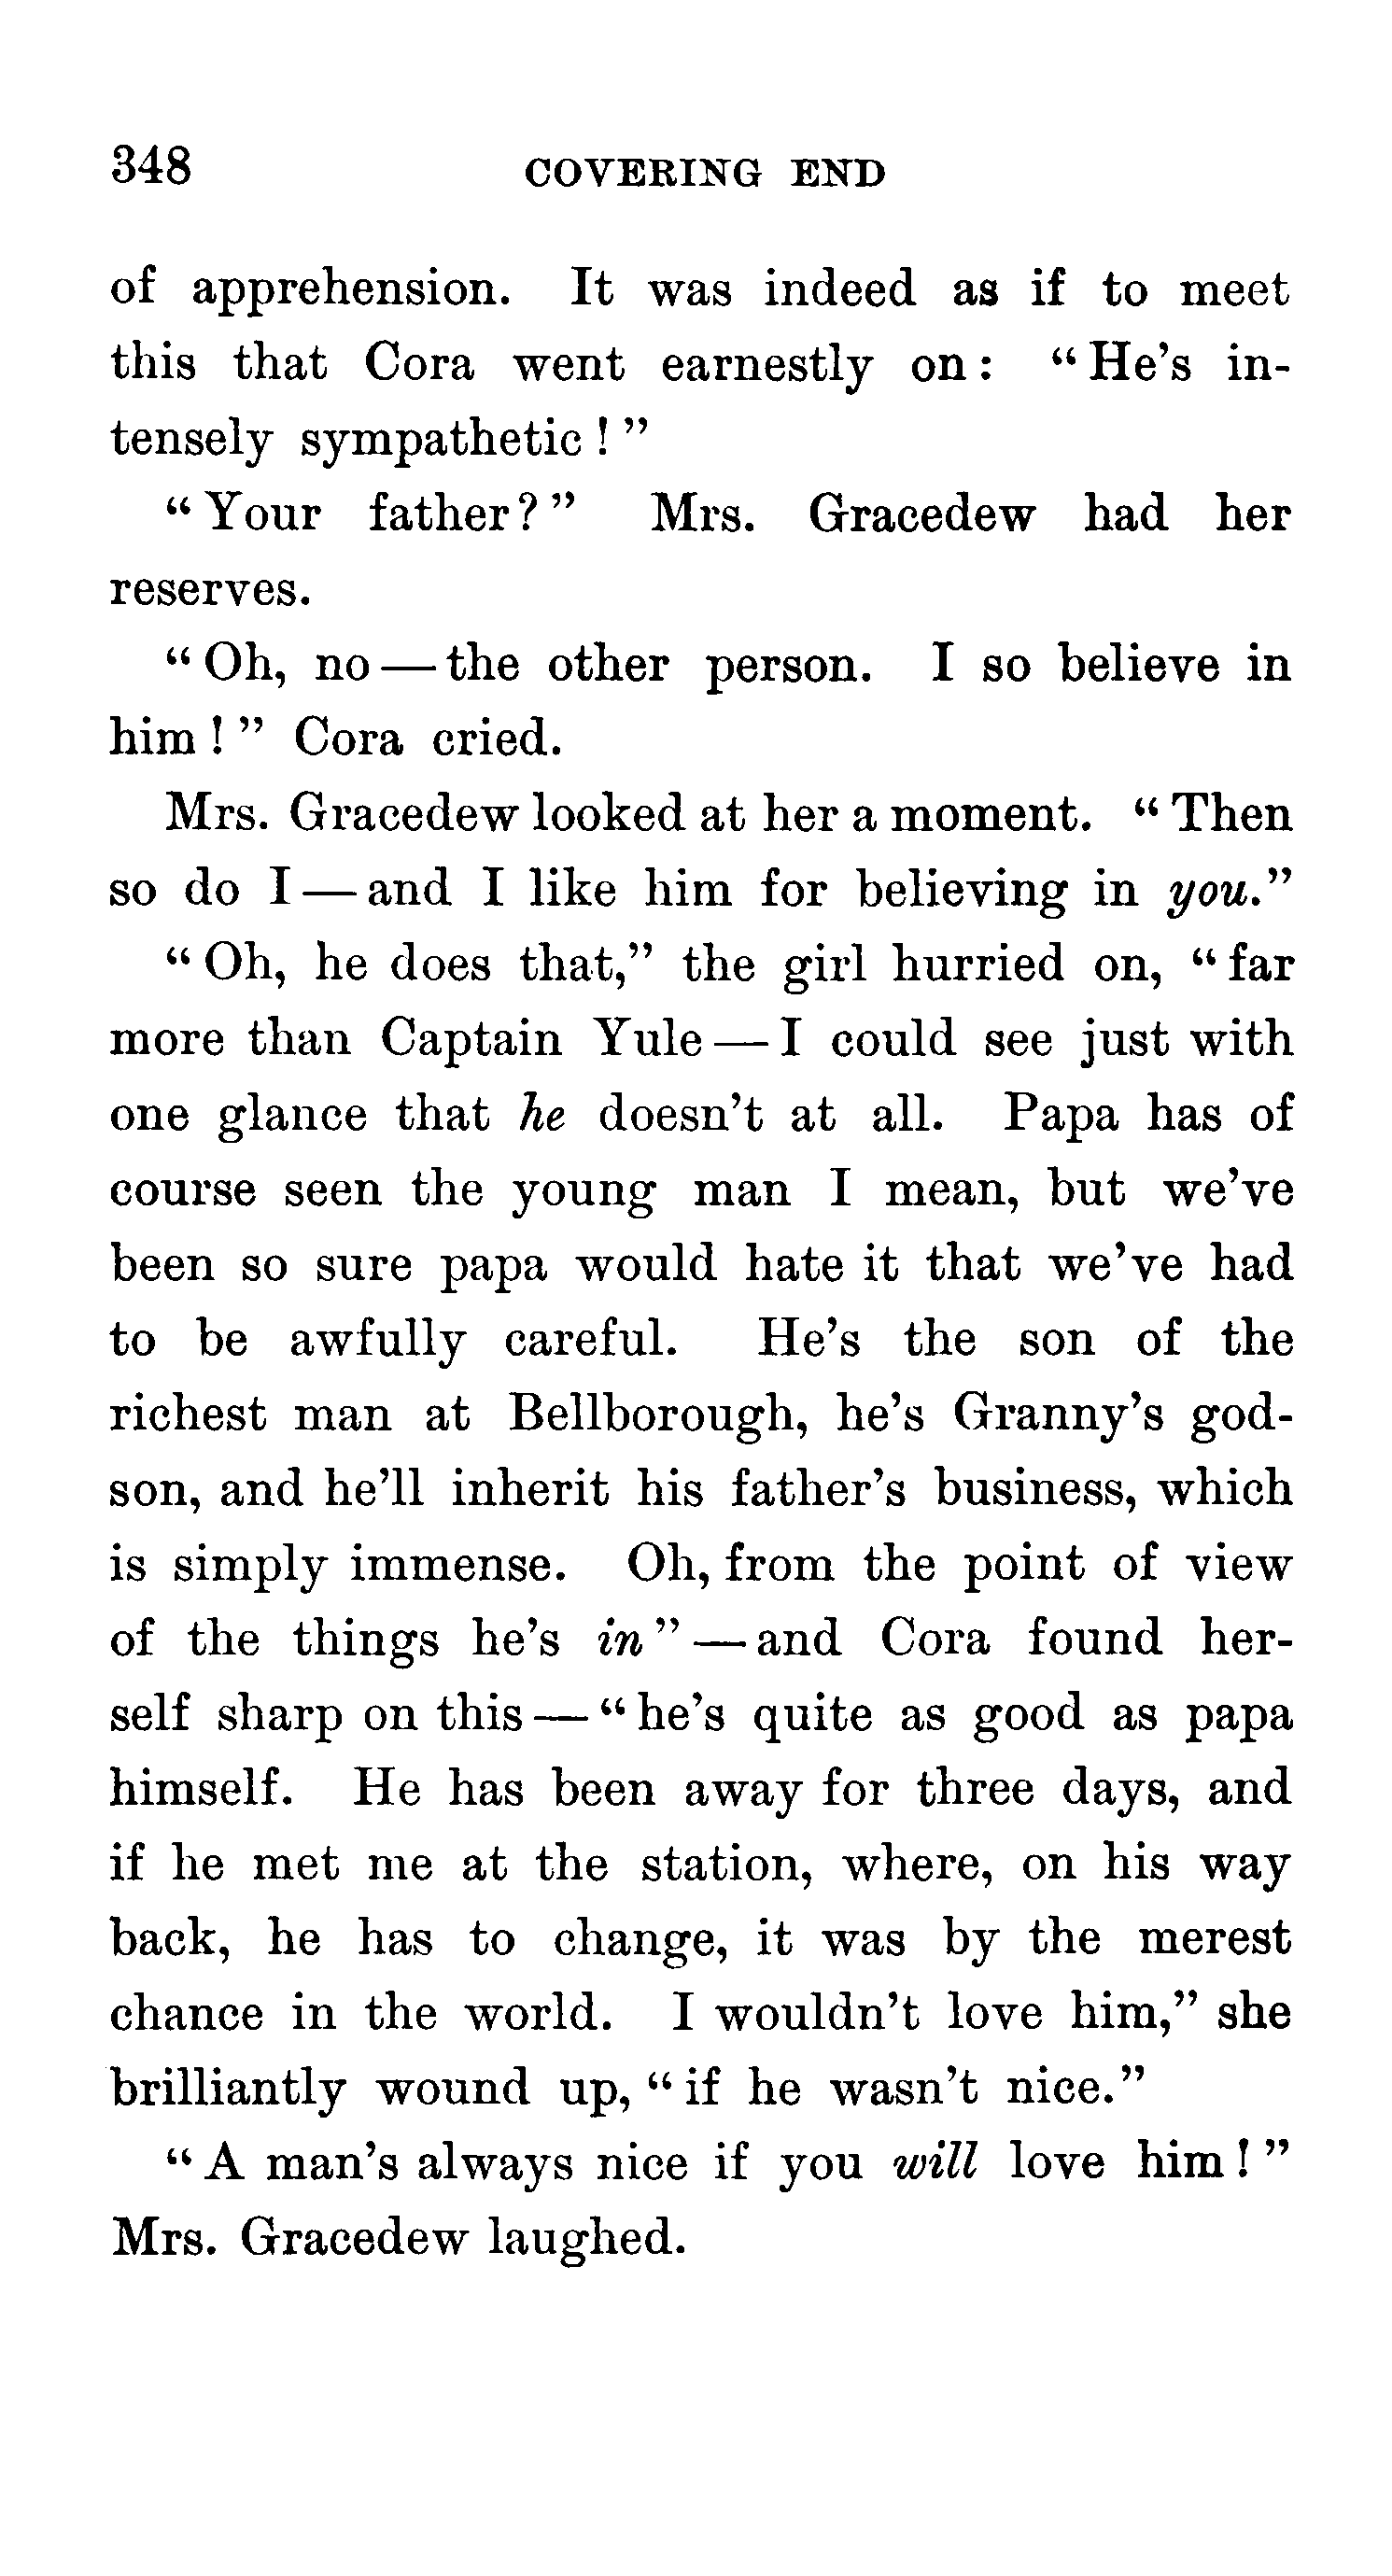 348 COVERING END
of apprehension. It was indeed as if to meet
this that Cora went earnestly on: “He’s in-
tensely sympathetic!”
“Your father?” Mrs. Gracedew had her
reserves.
“Oh, no—the other person. I so believe in
him!” Cora cried.
Mrs. Gracedew looked at her a moment. “Then
so do I—and I like him for believing in you.”
“Oh, he does that,” the girl hurried on, “far
more than Captain Yule—I could see just with
one glance that he doesn’t at all. Papa has of
course seen the young man I mean, but we’ve
been so sure papa would hate it that we’ve had
to be awfully careful. He’s the son of the
richest man at Bellborough, he’s Granny’s god-
son, and he’ll inherit his father’s business, which
is simply immense. Oh, from the point of view
of the things he’s in”—and Cora found her-
self sharp on this—“he’s quite as good as papa
himself. He has been away for three days, and
if he met me at the station, where, on his way
back, he has to change, it was by the merest
chance in the world. I wouldn’t love him,” she
brilliantly wound up, “if he wasn’t nice.”
“A man’s always nice if you will love him!”
Mrs. Gracedew laughed.